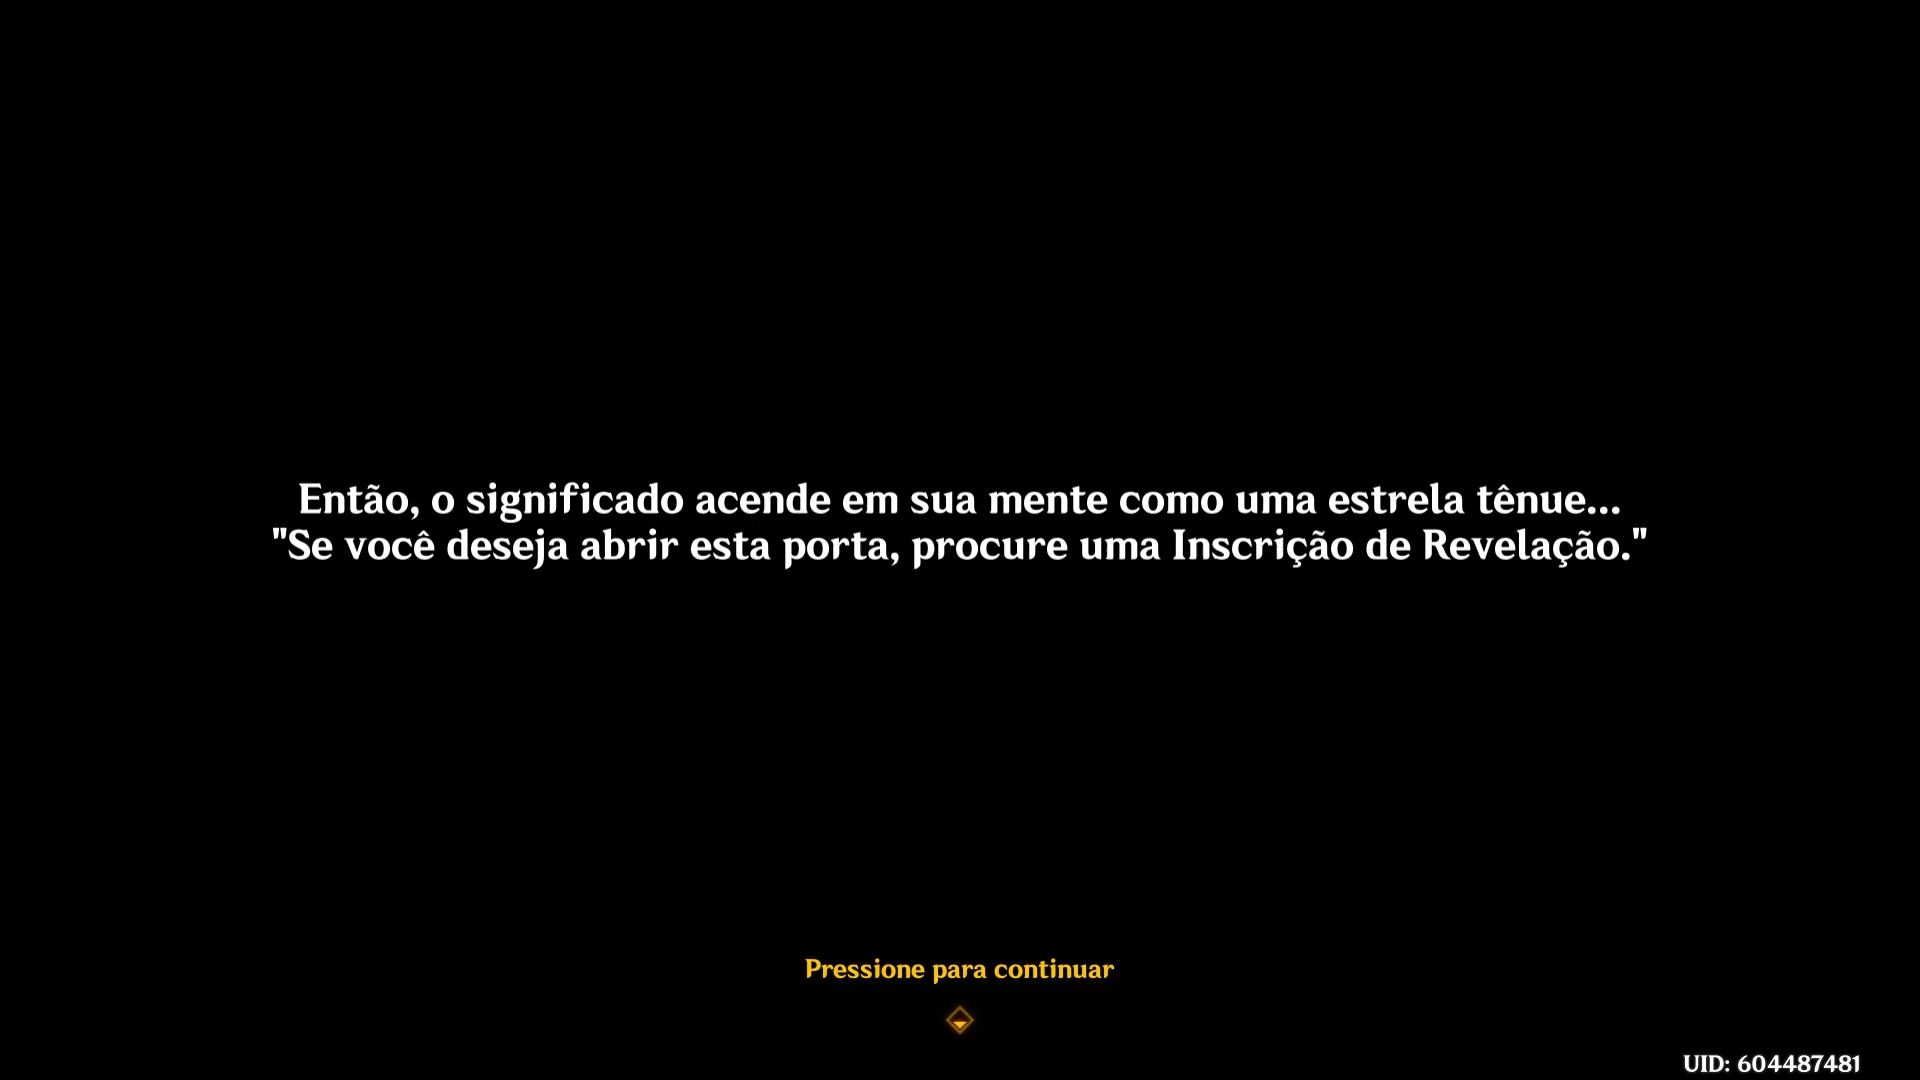 Então, o significado acende em sua mente como uma estrela tênue...
"Se você deseja abrir esta porta, procure uma Inscrição de Revelação."
Pressione para continuar
UID: 604487481